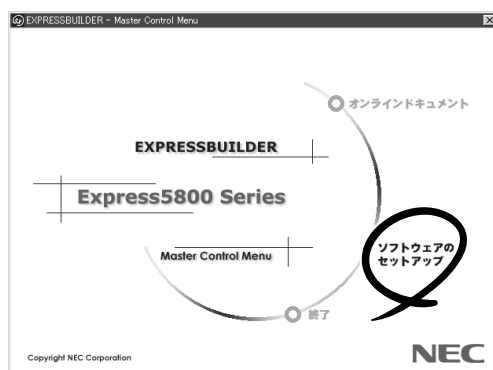 EXPRESSBUILDER - Master Control Menu
オンラインドキュメント
EXPRESSBUILDER
Express5800 Series
ソフトウェアの
セットアップ
Master Control Menu
終了
Copyright NEC Corporation
NEC